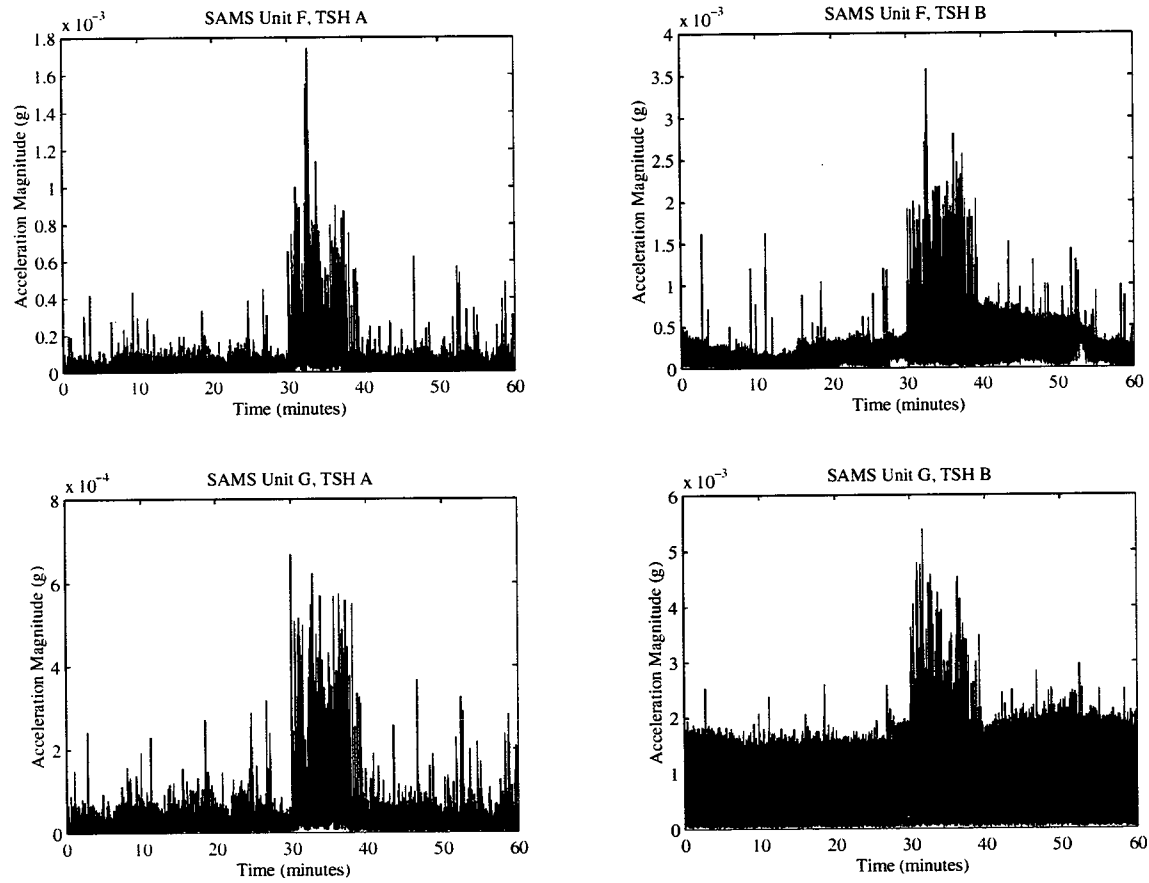 SAMS Unit F, TSH A
x 10⁻³
1.8
1.6
1.4
1.2
1
0.8
0.6
0.4
0.2
0
Acceleration Magnitude (g)
0 10 20 30 40 50 60
Time (minutes)
SAMS Unit F, TSH B
x 10⁻³
4
3.5
3
2.5
2
1.5
1
0.5
0
Acceleration Magnitude (g)
0 10 20 30 40 50 60
Time (minutes)
SAMS Unit G, TSH A
x 10⁻⁴
8
6
4
2
0
Acceleration Magnitude (g)
0 10 20 30 40 50 60
Time (minutes)
SAMS Unit G, TSH B
x 10⁻³
6
5
4
3
2
1
0
Acceleration Magnitude (g)
0 10 20 30 40 50 60
Time (minutes)